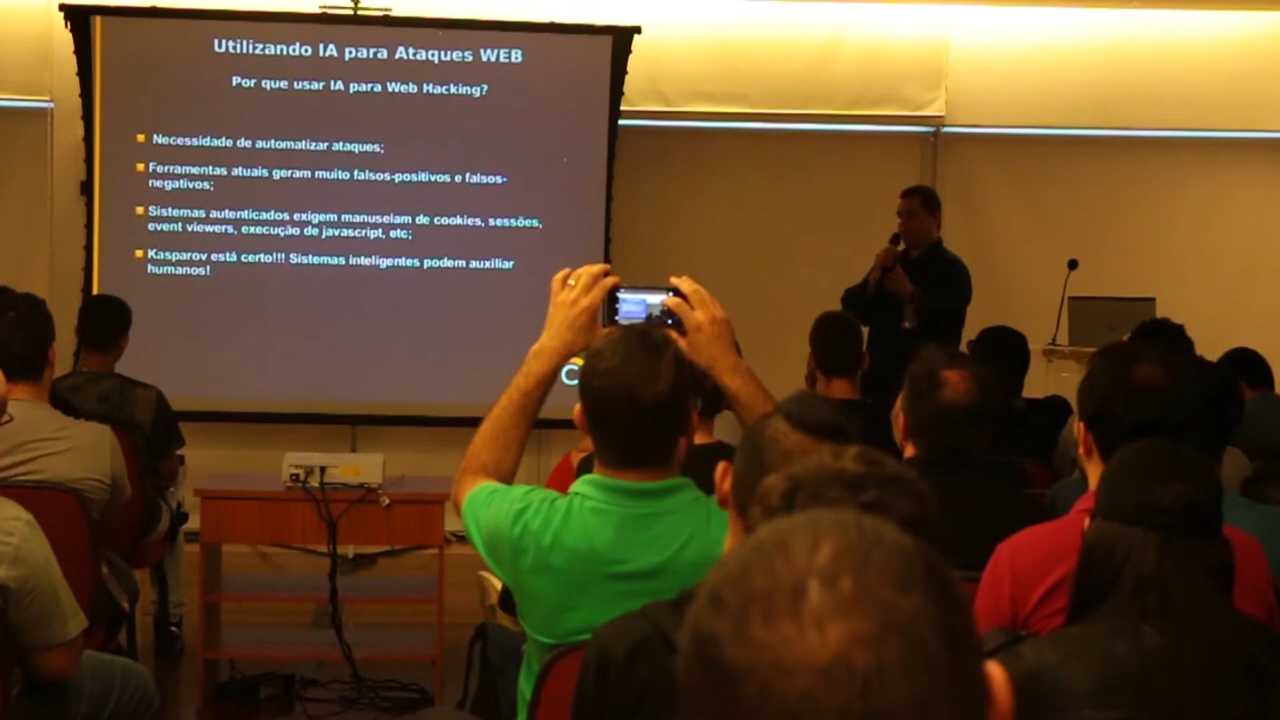 Utilizando IA para Ataques WEB
Por que usar IA para Web Hacking?
Necessidade de automatizar ataques;
Ferramentas atuais geram muito falsos-positivos e falsos-
negativos;
Sistemas autenticados exigem manuseiam de cookies, sessões,
event viewers, execução de javascript, etc;
Kasparov está certo!!! Sistemas inteligentes podem auxiliar
humanos!
C